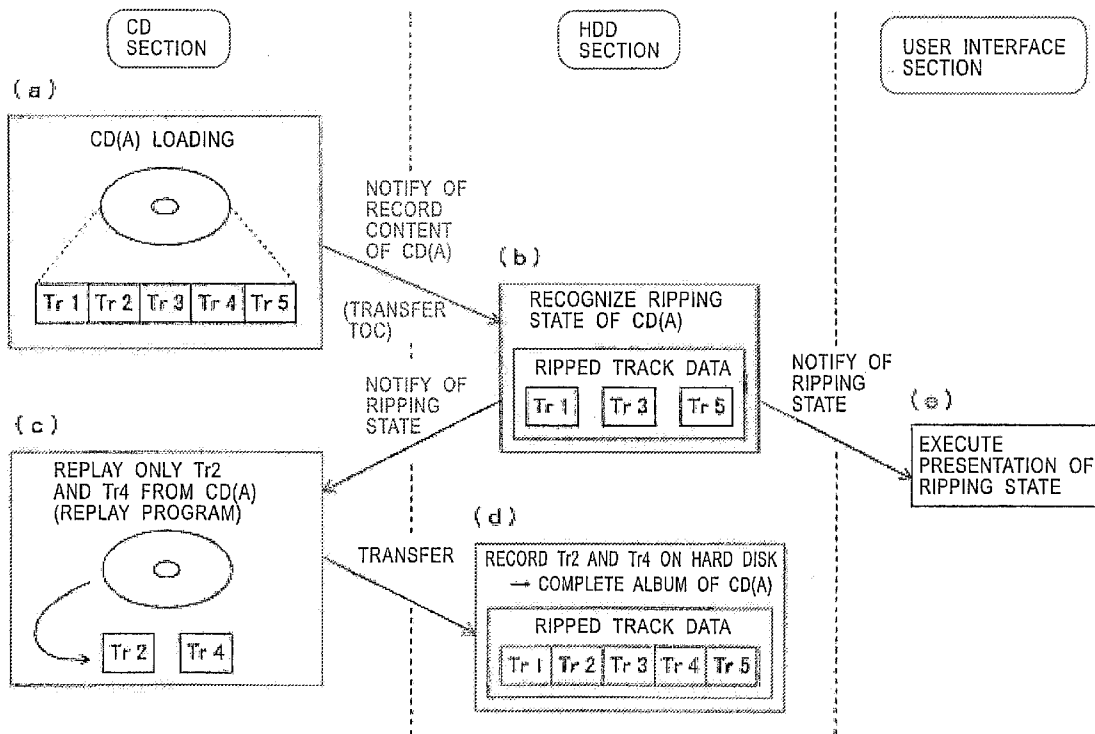 CD
SECTION
HDD
SECTION
USER INTERFACE
SECTION
(a)
CD(A) LOADING
Tr 1 Tr 2 Tr 3 Tr 4 Tr 5
NOTIFY OF
RECORD
CONTENT
OF CD(A)
(TRANSFER
TOC)
(b)
RECOGNIZE RIPPING
STATE OF CD(A)
RIPPED TRACK DATA
Tr 1 Tr 3 Tr 5
NOTIFY OF
RIPPING
STATE
NOTIFY OF
RIPPING
STATE
(e)
EXECUTE
PRESENTATION OF
RIPPING STATE
(c)
REPLAY ONLY Tr2
AND Tr4 FROM CD(A)
(REPLAY PROGRAM)
Tr 2 Tr 4
TRANSFER
(d)
RECORD Tr2 AND Tr4 ON HARD DISK
→ COMPLETE ALBUM OF CD(A)
RIPPED TRACK DATA
Tr 1 Tr 2 Tr 3 Tr 4 Tr 5